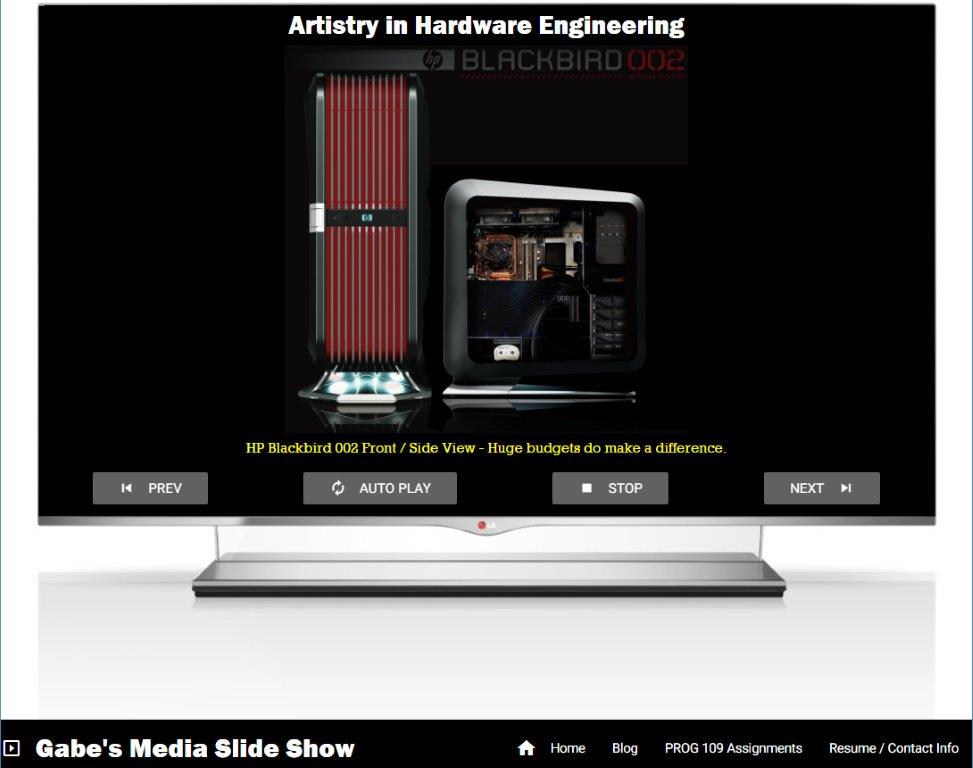 Artistry in Hardware Engineering
hp BLACKBIRD 002
HP Blackbird 002 Front / Side View - Huge budgets do make a difference.
PREV
AUTO PLAY
STOP
NEXT
LG
Gabe's Media Slide Show
Home
Blog
PROG 109 Assignments
Resume / Contact Info